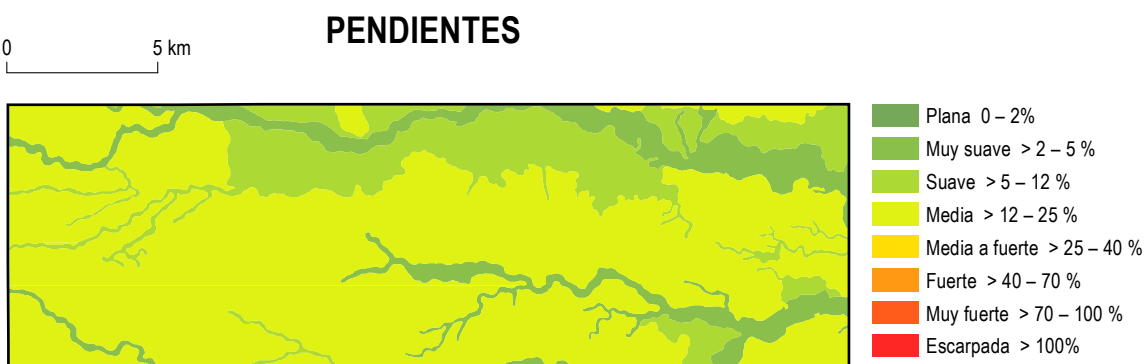 PENDIENTES
0 5 km
Plana 0 – 2%
Muy suave > 2 – 5 %
Suave > 5 – 12 %
Media > 12 – 25 %
Media a fuerte > 25 – 40 %
Fuerte > 40 – 70 %
Muy fuerte > 70 – 100 %
Escarpada > 100%